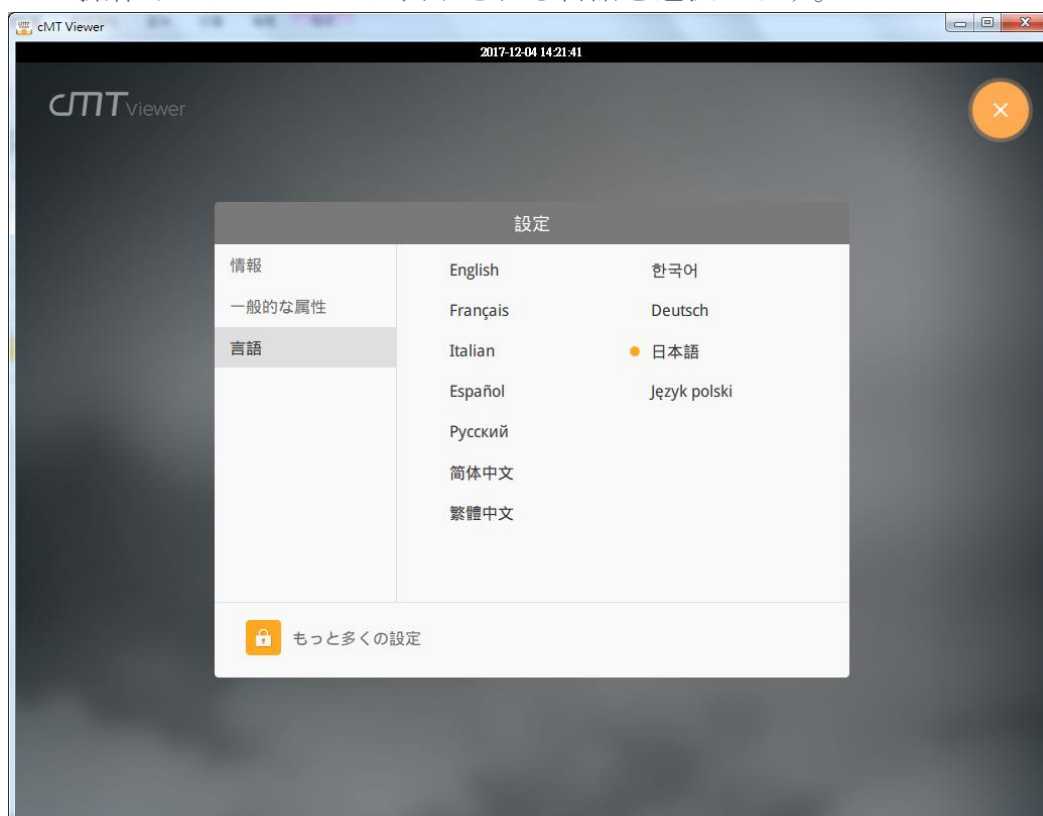 cMT Viewer
2017-12-04 14:21:41
cMT Viewer
設定
情報
一般的な属性
言語
English
Français
Italian
Español
Русский
简体中文
繁體中文
한국어
Deutsch
日本語
Język polski
もっと多くの設定